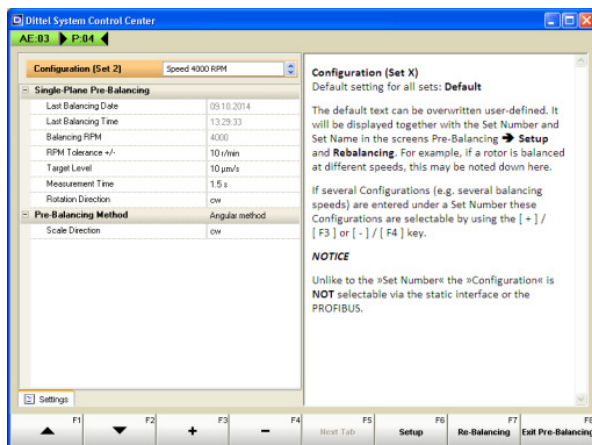 Dittel System Control Center
AE:03 P:04
Configuration (Set 2) Speed 4000 RPM
Single-Plane Pre-Balancing
Last Balancing Date 09.10.2014
Last Balancing Time 13:29:33
Balancing RPM 4000
RPM Tolerance +/- 10 r/min
Target Level 10 µm/s
Measurement Time 1.5 s
Rotation Direction cw
Pre-Balancing Method Angular method
Scale Direction cw
Settings
Configuration (Set X)
Default setting for all sets: Default
The default text can be overwritten user-defined. It
will be displayed together with the Set Number and
Set Name in the screens Pre-Balancing ➔ Setup
and Rebalancing. For example, if a rotor is balanced
at different speeds, this may be noted down here.
If several Configurations (e.g. several balancing
speeds) are entered under a Set Number these
Configurations are selectable by using the [ + ] /
[ F3 ] or [ - ] / [ F4 ] key.
NOTICE
Unlike to the »Set Number« the »Configuration« is
NOT selectable via the static interface or the
PROFIBUS.
F1 F2 F3 F4 F5 F6 F7 F8
+ − Next Tab Setup Re-Balancing Exit Pre-Balancing